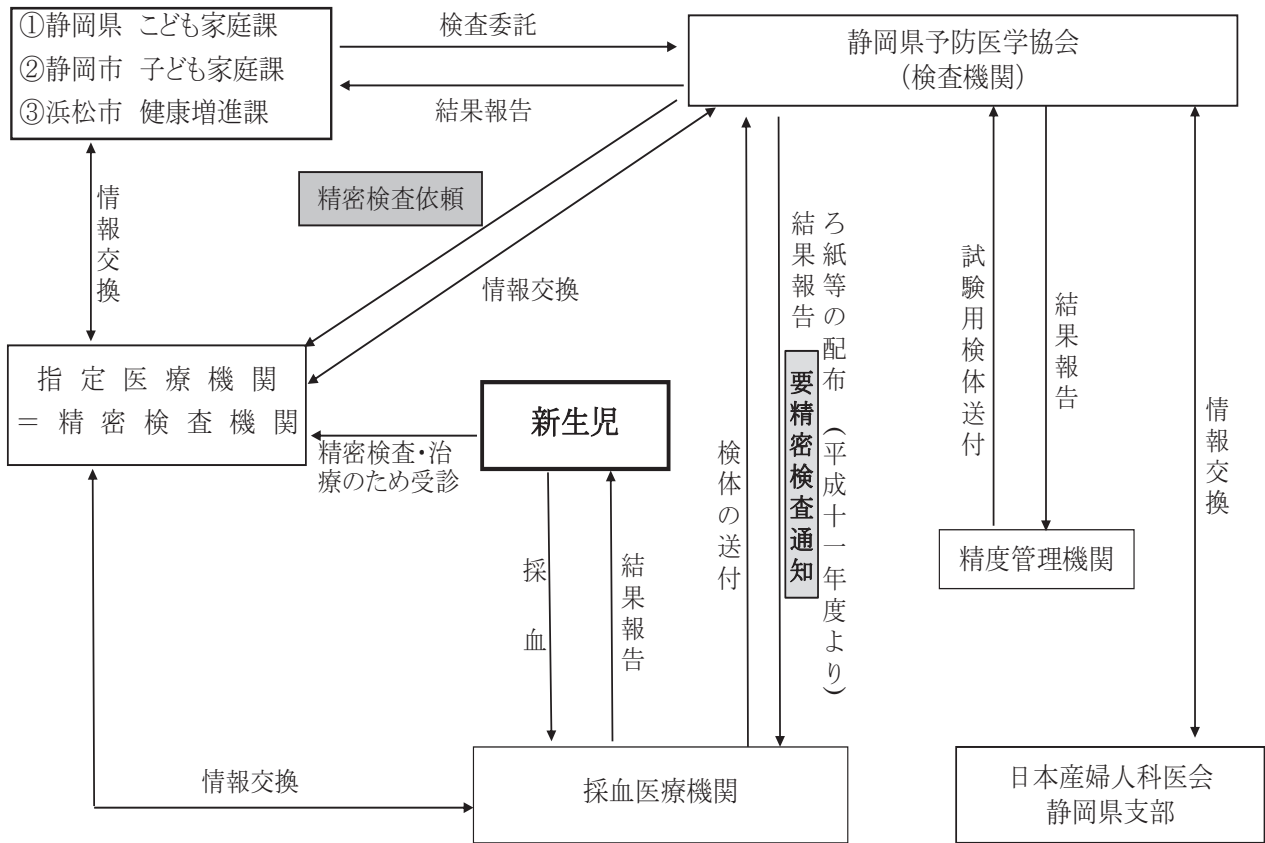 ①静岡県 こども家庭課
②静岡市 子ども家庭課
③浜松市 健康増進課
検査委託
結果報告
静岡県予防医学協会
(検査機関)
情報交換
精密検査依頼
情報交換
ろ紙等の配布 (平成十一年度より)
結果報告
要精密検査通知
試験用検体送付
結果報告
指定医療機関
=精密検査機関
新生児
精密検査・治
療のため受診
検体の送付
情報交換
精度管理機関
採血
結果報告
情報交換
採血医療機関
日本産婦人科医会
静岡県支部